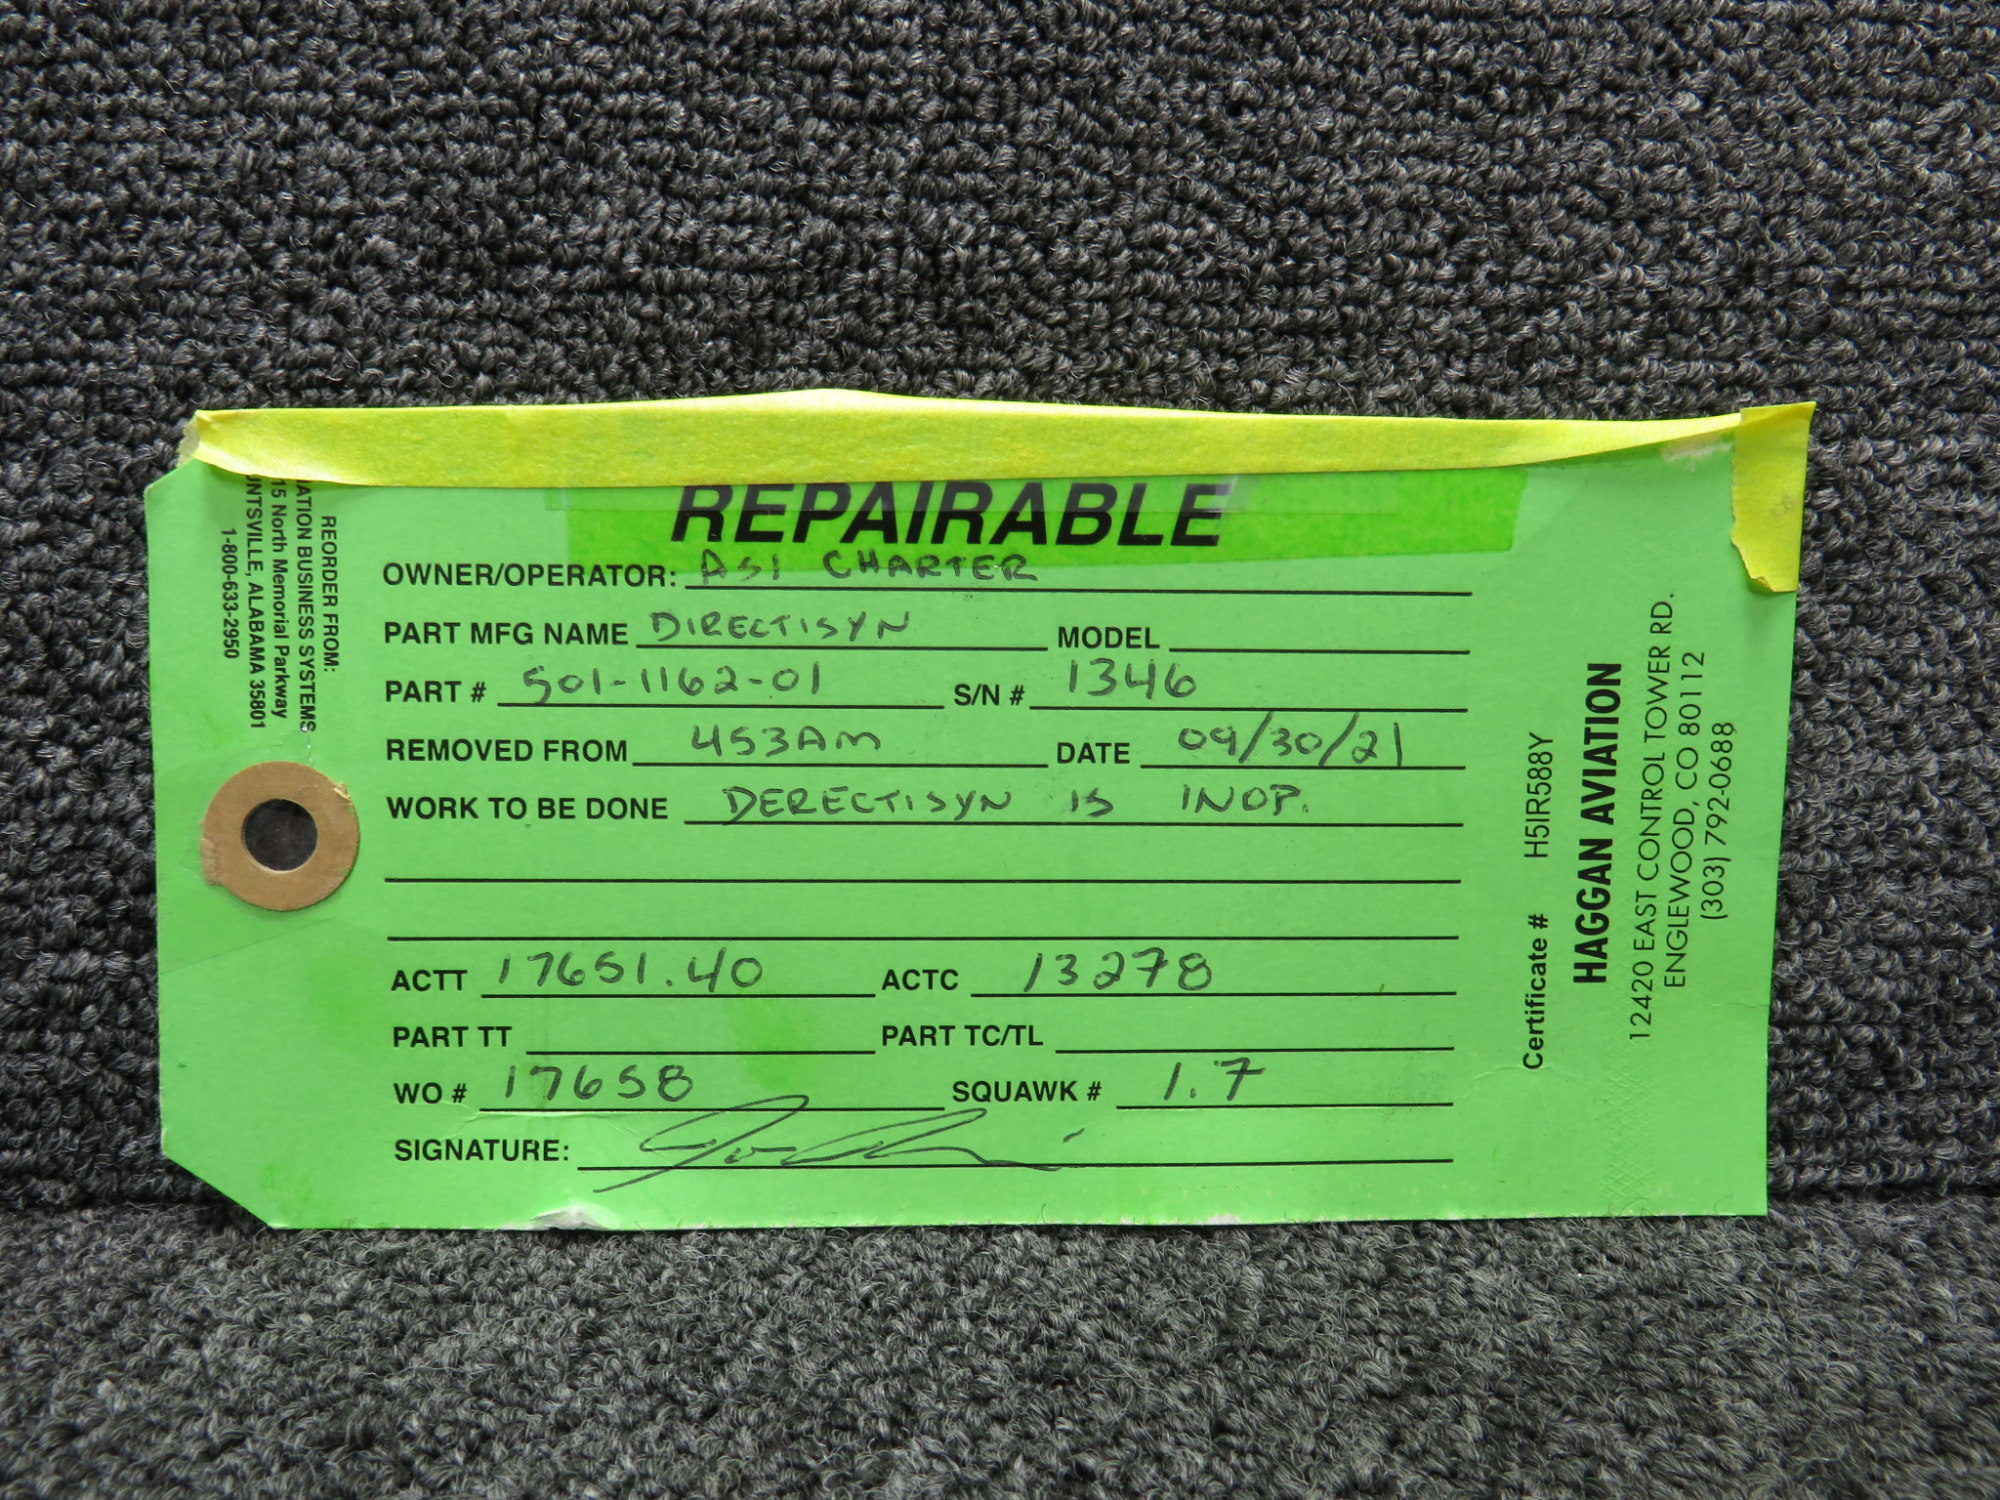 REPAIRABLE
OWNER/OPERATOR: ASI CHARTER
PART MFG NAME DIRECTISYN MODEL
PART # 501-1162-01 S/N # 1346
REMOVED FROM 453AM DATE 09/30/21
WORK TO BE DONE DERECTISYN IS INOP.
ACTT 17651.40 ACTC 13278
PART TT PART TC/TL
WO # 17658 SQUAWK # 1.7
SIGNATURE:
REORDER FROM:
ATION BUSINESS SYSTEMS
15 North Memorial Parkway
UNTSVILLE, ALABAMA 35801
1-800-633-2950
Certificate # H5IR588Y
HAGGAN AVIATION
12420 EAST CONTROL TOWER RD.
ENGLEWOOD, CO 80112
(303) 792-0688